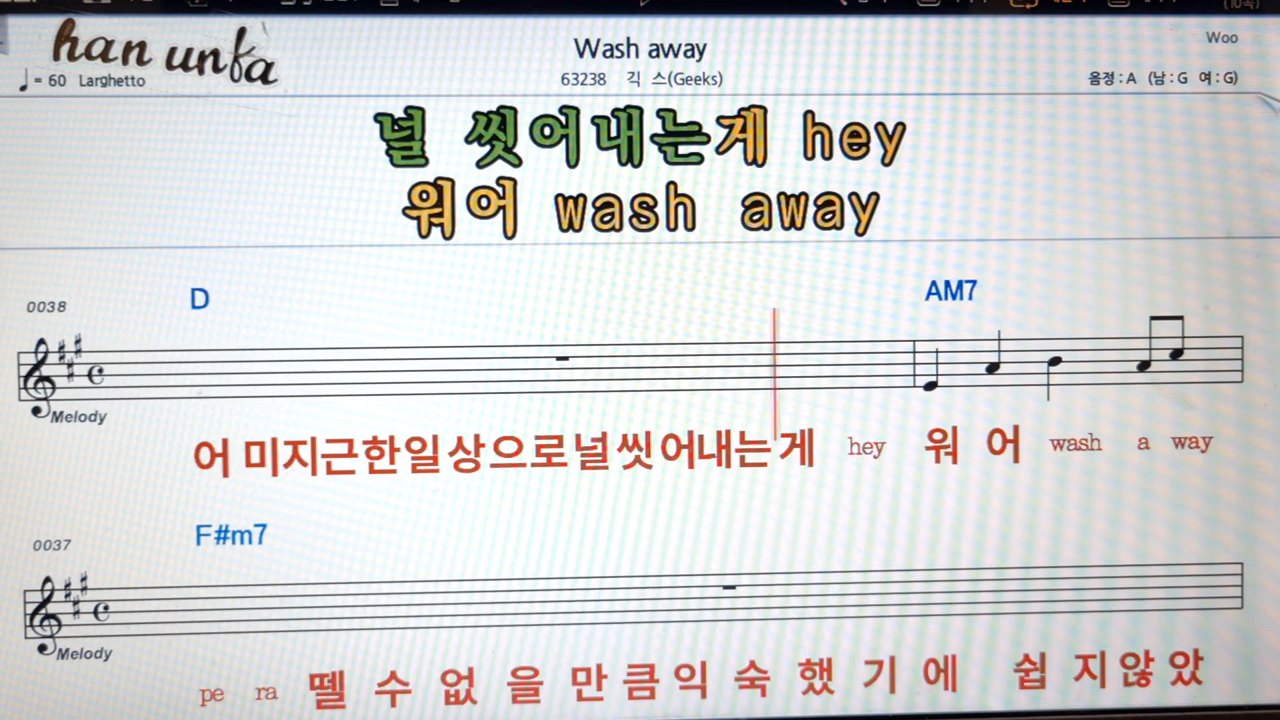 han unfa
Wash away
Woo
♩= 60 Larghetto
63238 긱 스(Geeks)
음정 : A (남 : G 여 : G)
널 씻어내는게 hey
워어 wash away
0038
D
AM7
Melody
어 미지근한일상으로널씻어내는게 hey 워 어 wash a way
0037
F#m7
Melody
pe ra 뗄 수 없 을 만 큼 익 숙 했 기 에 쉽 지 않 았